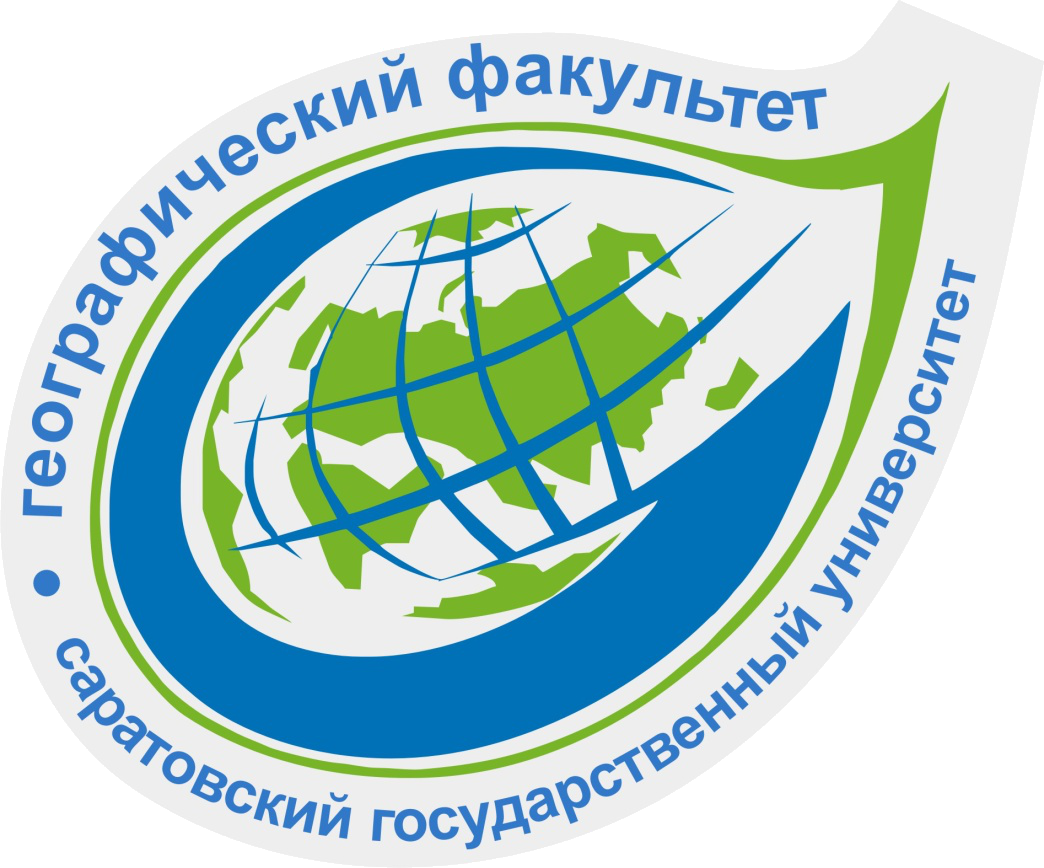 географический факультет
• саратовский государственный университет